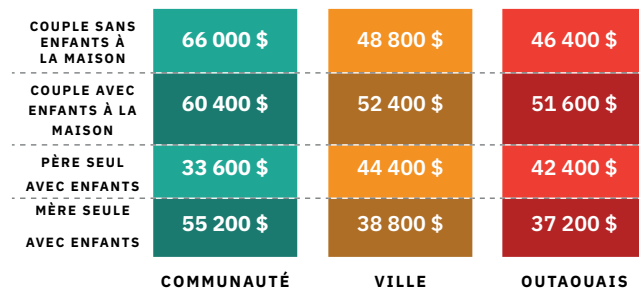 COUPLE SANS
ENFANTS À
LA MAISON
66 000 $
48 800 $
46 400 $
COUPLE AVEC
ENFANTS À LA
MAISON
60 400 $
52 400 $
51 600 $
PÈRE SEUL
AVEC ENFANTS
33 600 $
44 400 $
42 400 $
MÈRE SEULE
AVEC ENFANTS
55 200 $
38 800 $
37 200 $
COMMUNAUTÉ
VILLE
OUTAOUAIS